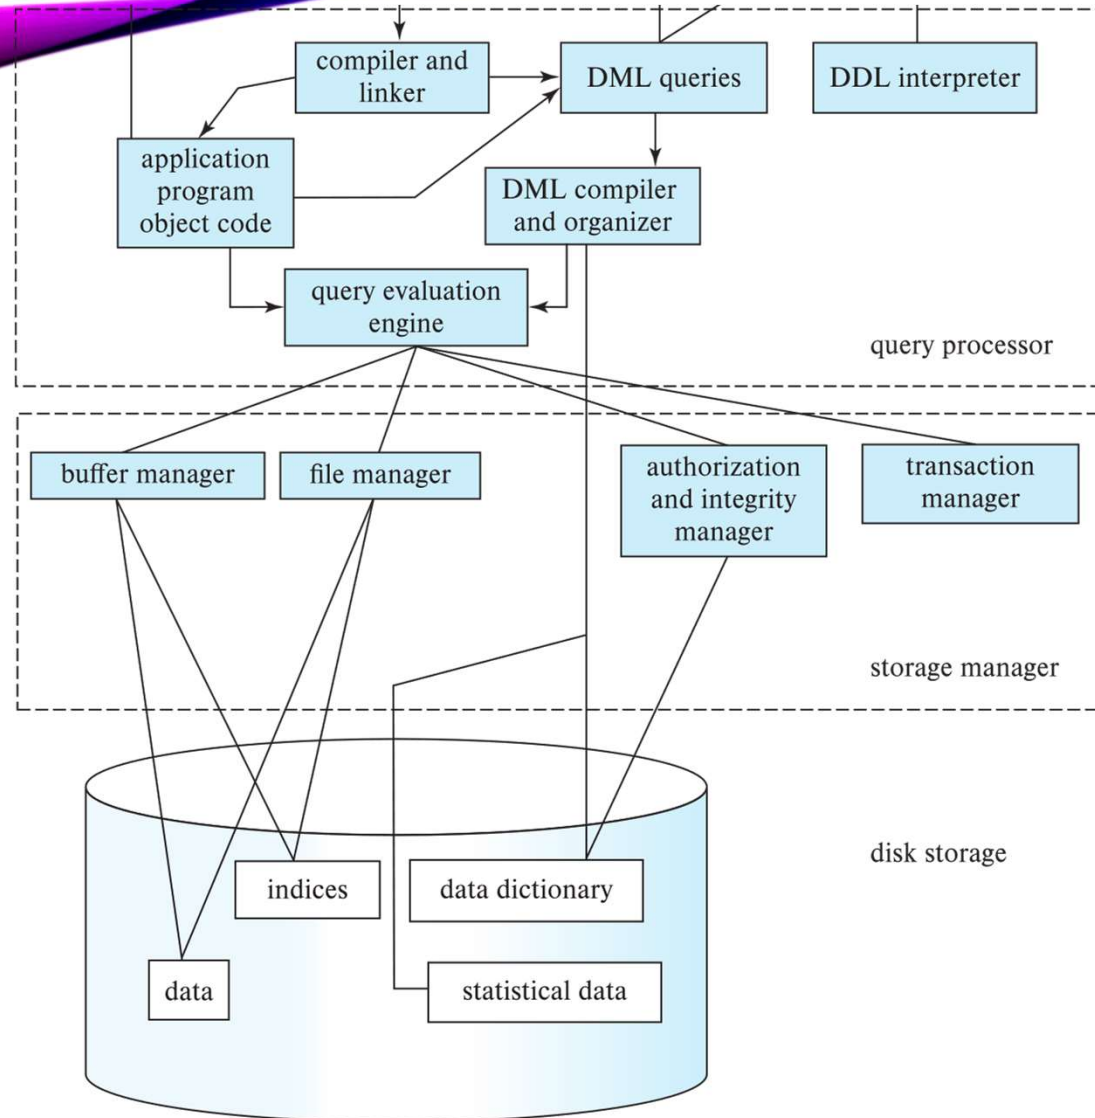 compiler and
linker
DML queries
DDL interpreter
application
program
object code
DML compiler
and organizer
query evaluation
engine
query processor
buffer manager
file manager
authorization
and integrity
manager
transaction
manager
storage manager
disk storage
indices
data dictionary
data
statistical data